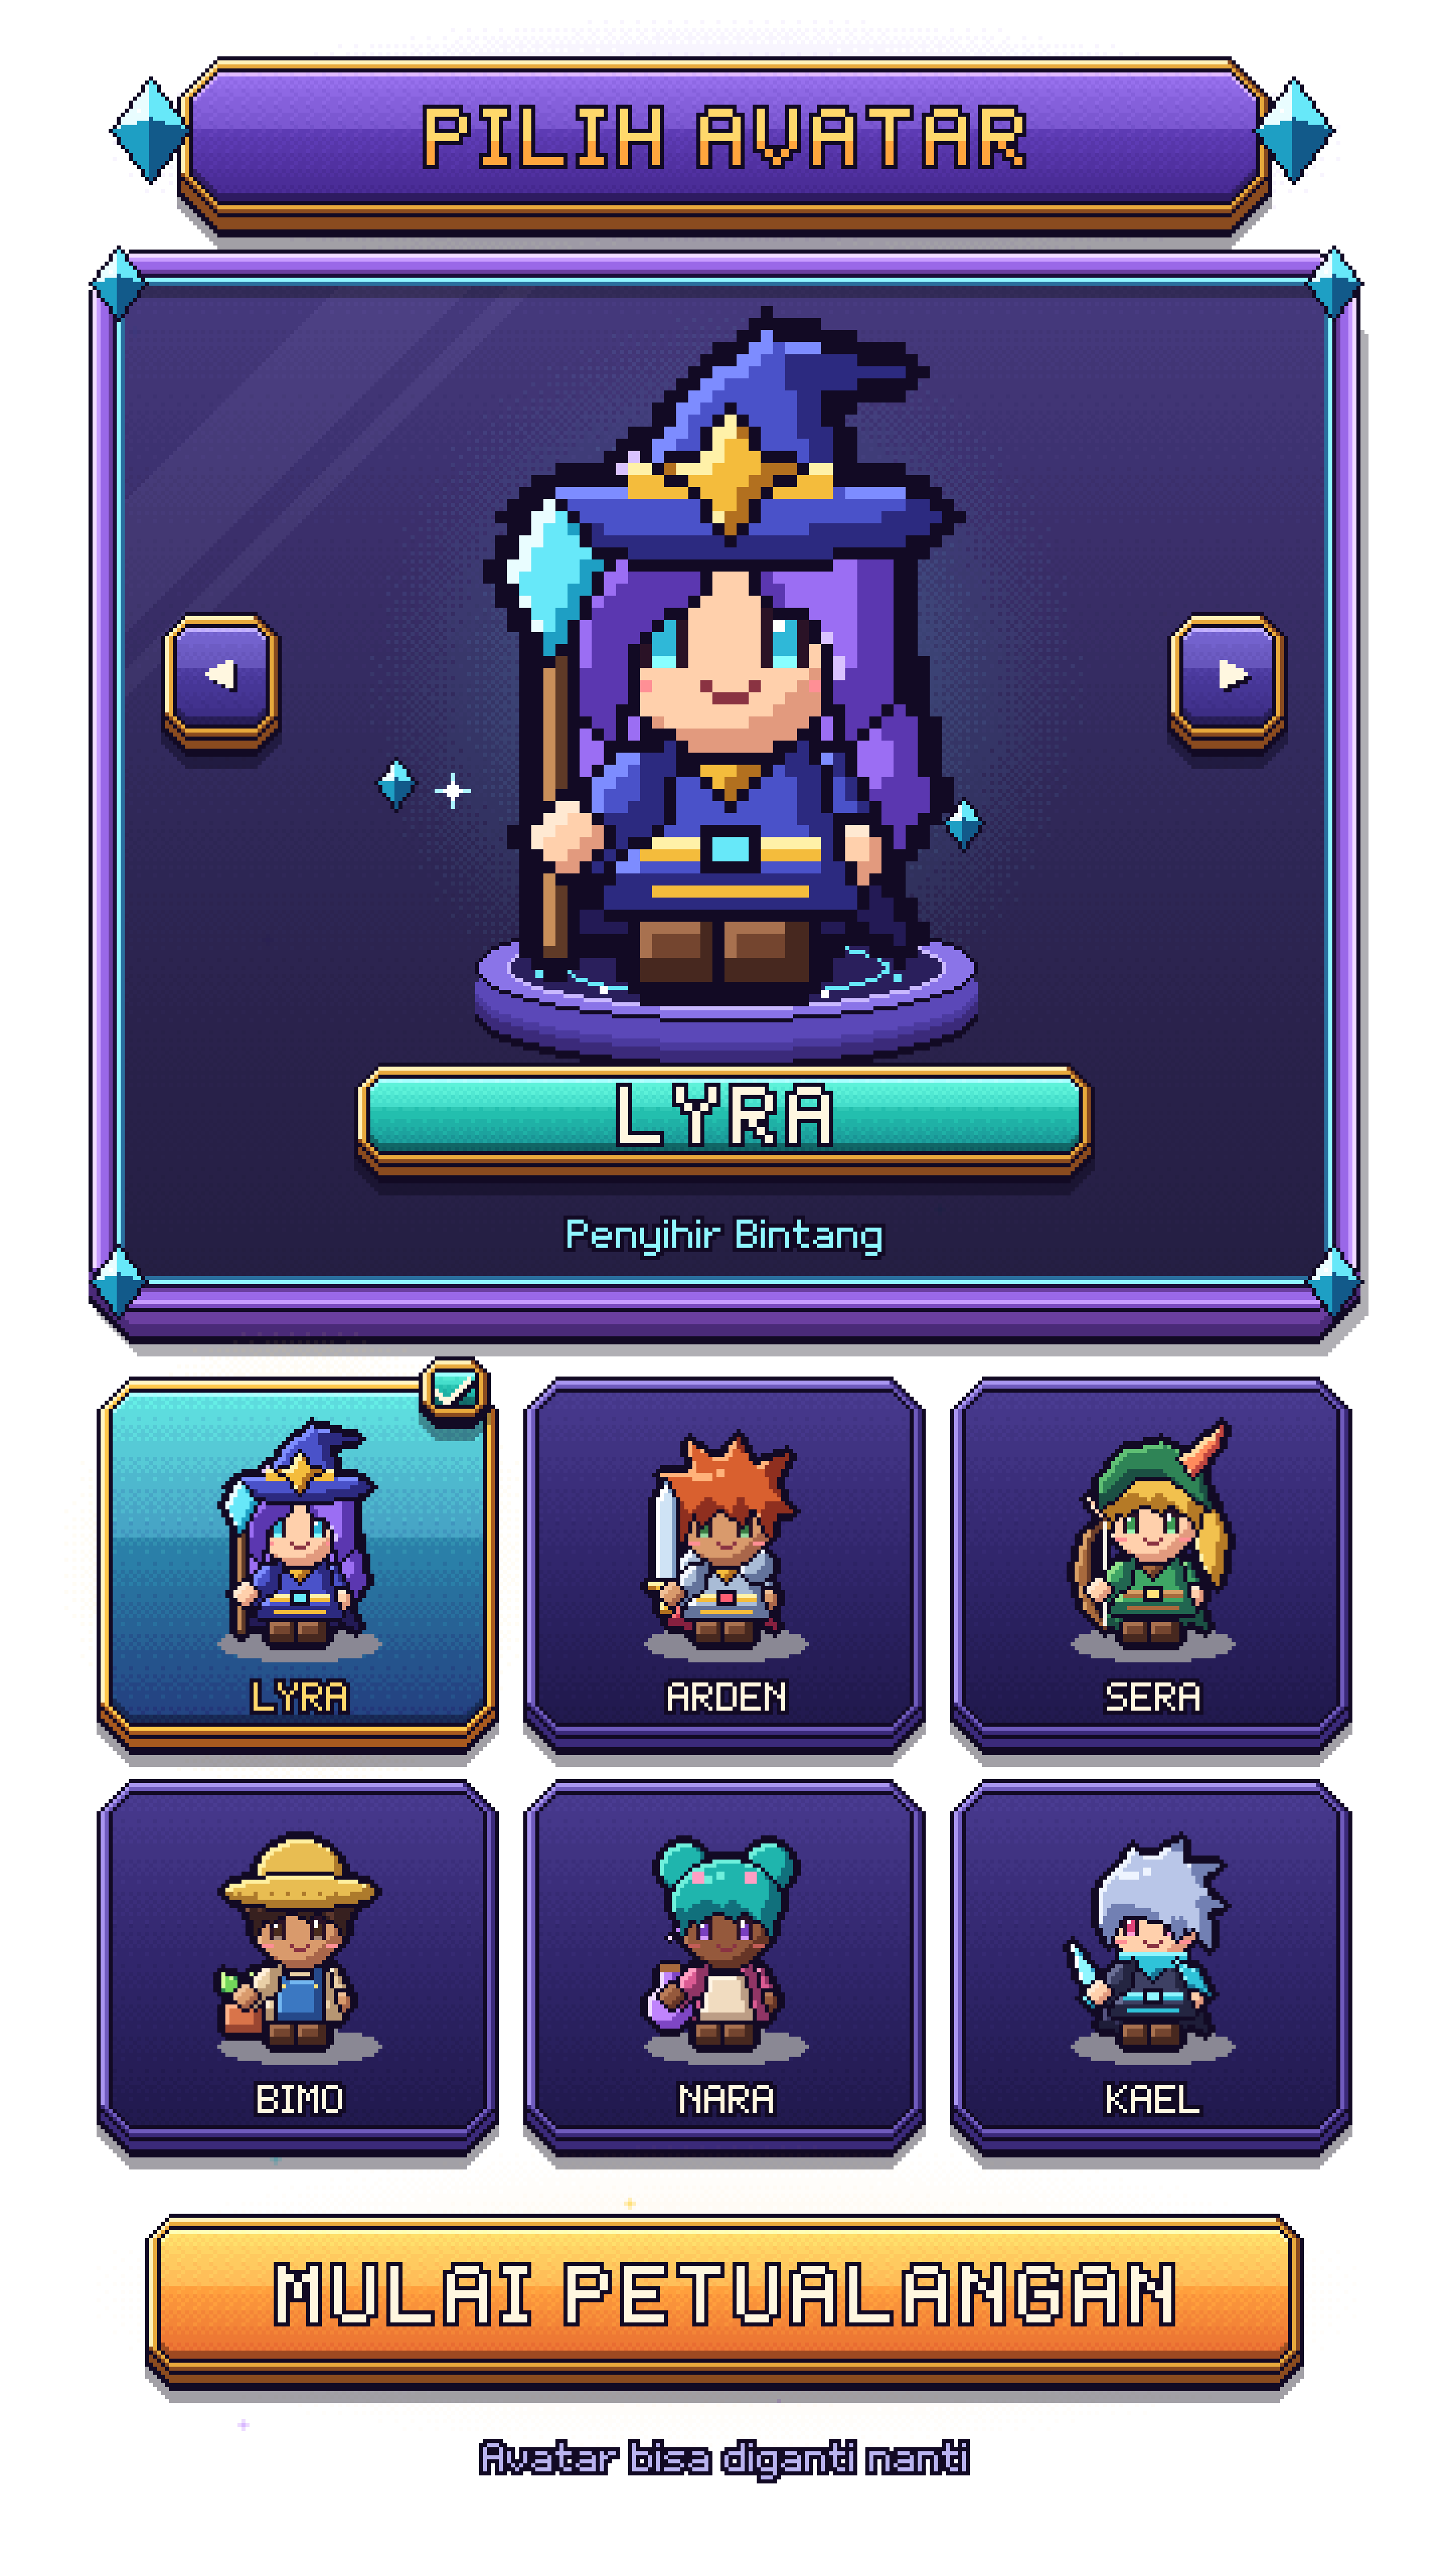 PILIH AVATAR
LYRA
Penyihir Bintang
LYRA
ARDEN
SERA
BIMO
NARA
KAEL
MULAI PETUALANGAN
Avatar bisa diganti nanti